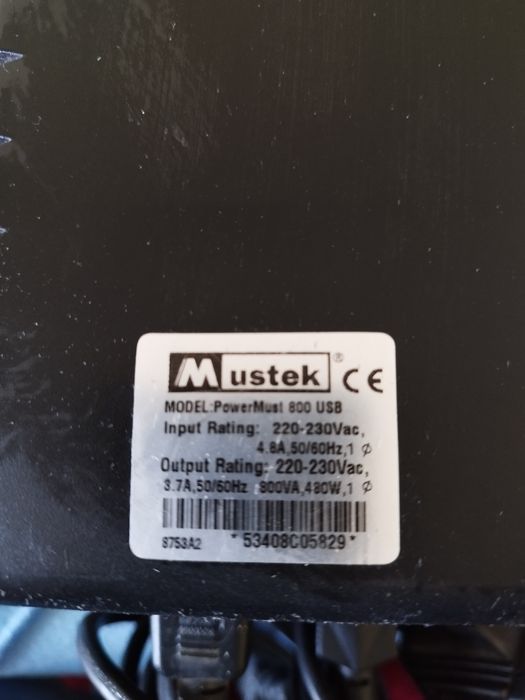 Mustek® CE
MODEL:PowerMust 800 USB
Input Rating: 220-230Vac,
4.8A,50/60Hz,1 ϕ
Output Rating: 220-230Vac,
3.7A,50/60Hz 800VA,480W,1 ϕ
8753A2 *53408C05829*